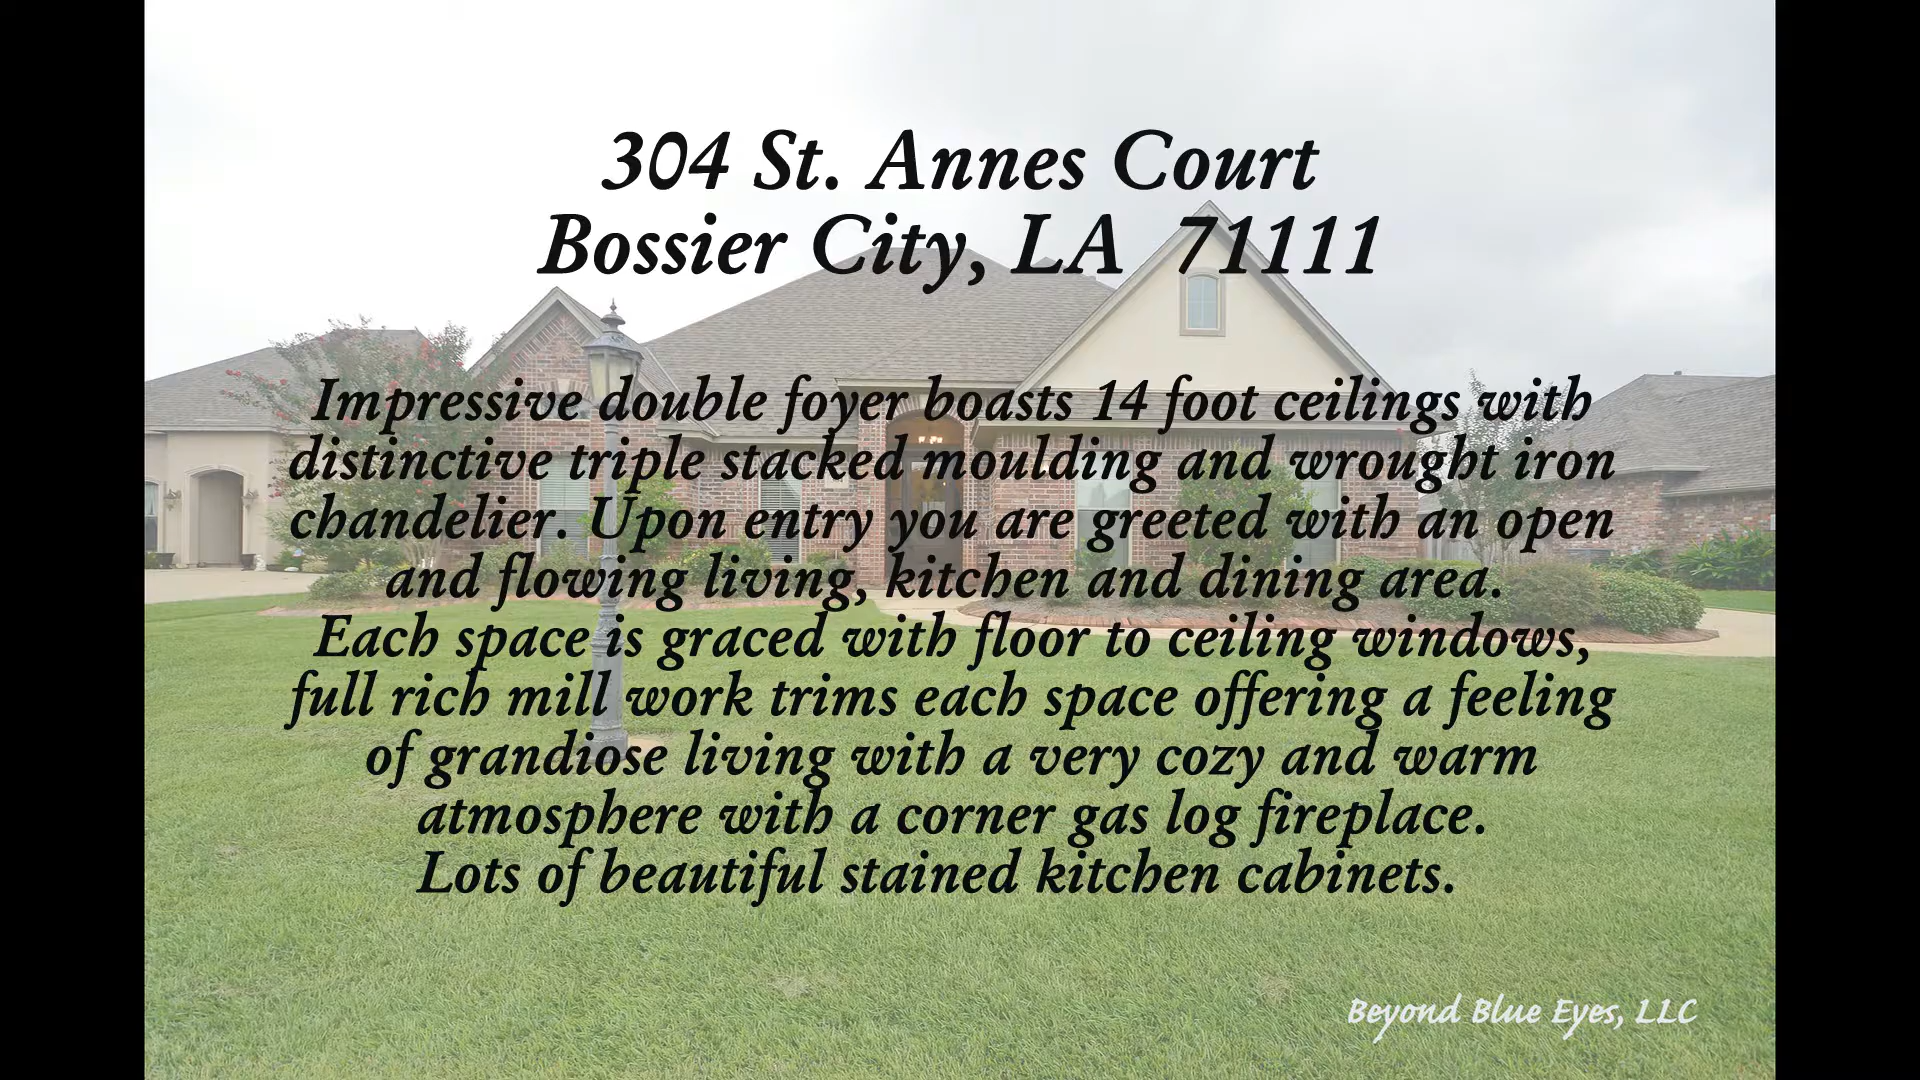 304 St. Annes Court
Bossier City, LA 71111
Impressive double foyer boasts 14 foot ceilings with
distinctive triple stacked moulding and wrought iron
chandelier. Upon entry you are greeted with an open
and flowing living, kitchen and dining area.
Each space is graced with floor to ceiling windows,
full rich mill work trims each space offering a feeling
of grandiose living with a very cozy and warm
atmosphere with a corner gas log fireplace.
Lots of beautiful stained kitchen cabinets.
Beyond Blue Eyes, LLC